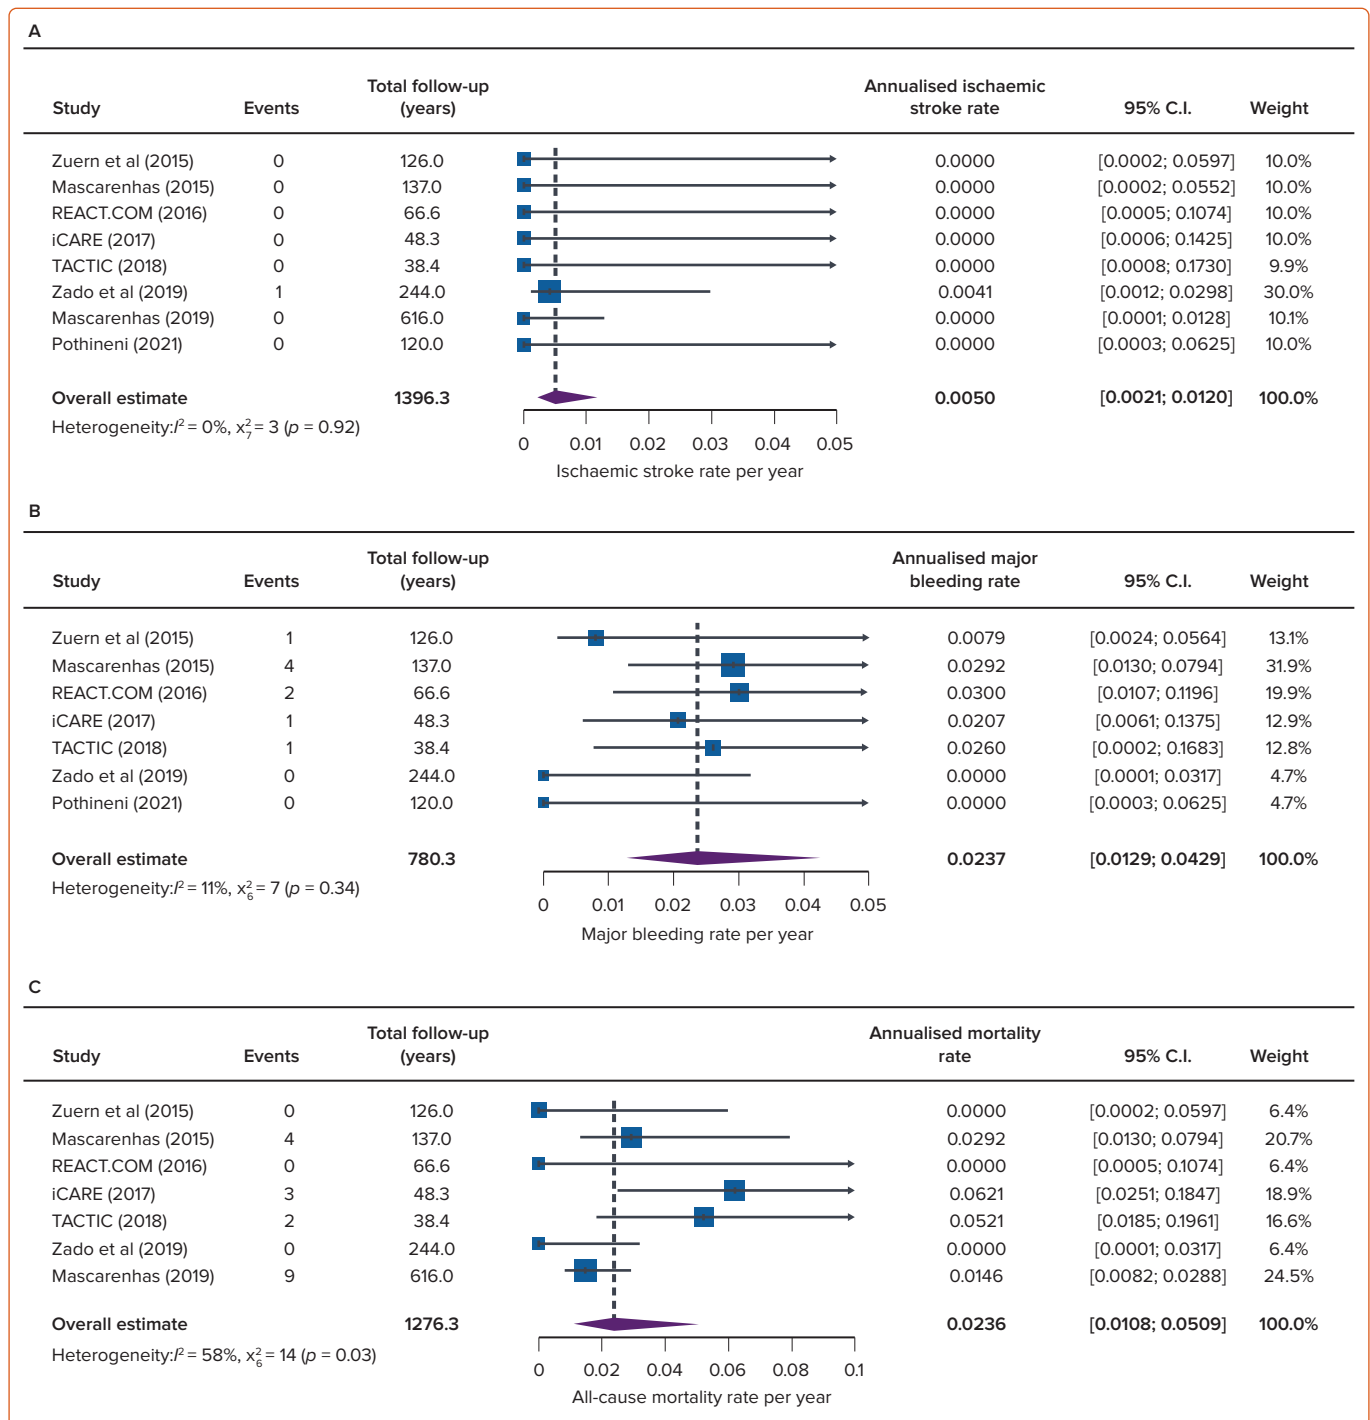 A
Study Events Total follow-up (years) Annualised ischaemic stroke rate 95% C.I. Weight
Zuern et al (2015) 0 126.0 0.0000 [0.0002; 0.0597] 10.0%
Mascarenhas (2015) 0 137.0 0.0000 [0.0002; 0.0552] 10.0%
REACT.COM (2016) 0 66.6 0.0000 [0.0005; 0.1074] 10.0%
iCARE (2017) 0 48.3 0.0000 [0.0006; 0.1425] 10.0%
TACTIC (2018) 0 38.4 0.0000 [0.0008; 0.1730] 9.9%
Zado et al (2019) 1 244.0 0.0041 [0.0012; 0.0298] 30.0%
Mascarenhas (2019) 0 616.0 0.0000 [0.0001; 0.0128] 10.1%
Pothineni (2021) 0 120.0 0.0000 [0.0003; 0.0625] 10.0%
Overall estimate 1396.3 0.0050 [0.0021; 0.0120] 100.0%
Heterogeneity:I² = 0%, x²₇ = 3 (p = 0.92)
0 0.01 0.02 0.03 0.04 0.05
Ischaemic stroke rate per year
B
Study Events Total follow-up (years) Annualised major bleeding rate 95% C.I. Weight
Zuern et al (2015) 1 126.0 0.0079 [0.0024; 0.0564] 13.1%
Mascarenhas (2015) 4 137.0 0.0292 [0.0130; 0.0794] 31.9%
REACT.COM (2016) 2 66.6 0.0300 [0.0107; 0.1196] 19.9%
iCARE (2017) 1 48.3 0.0207 [0.0061; 0.1375] 12.9%
TACTIC (2018) 1 38.4 0.0260 [0.0002; 0.1683] 12.8%
Zado et al (2019) 0 244.0 0.0000 [0.0001; 0.0317] 4.7%
Pothineni (2021) 0 120.0 0.0000 [0.0003; 0.0625] 4.7%
Overall estimate 780.3 0.0237 [0.0129; 0.0429] 100.0%
Heterogeneity:I² = 11%, x²₆ = 7 (p = 0.34)
0 0.01 0.02 0.03 0.04 0.05
Major bleeding rate per year
C
Study Events Total follow-up (years) Annualised mortality rate 95% C.I. Weight
Zuern et al (2015) 0 126.0 0.0000 [0.0002; 0.0597] 6.4%
Mascarenhas (2015) 4 137.0 0.0292 [0.0130; 0.0794] 20.7%
REACT.COM (2016) 0 66.6 0.0000 [0.0005; 0.1074] 6.4%
iCARE (2017) 3 48.3 0.0621 [0.0251; 0.1847] 18.9%
TACTIC (2018) 2 38.4 0.0521 [0.0185; 0.1961] 16.6%
Zado et al (2019) 0 244.0 0.0000 [0.0001; 0.0317] 6.4%
Mascarenhas (2019) 9 616.0 0.0146 [0.0082; 0.0288] 24.5%
Overall estimate 1276.3 0.0236 [0.0108; 0.0509] 100.0%
Heterogeneity:I² = 58%, x²₆ = 14 (p = 0.03)
0 0.02 0.04 0.06 0.08 0.1
All-cause mortality rate per year